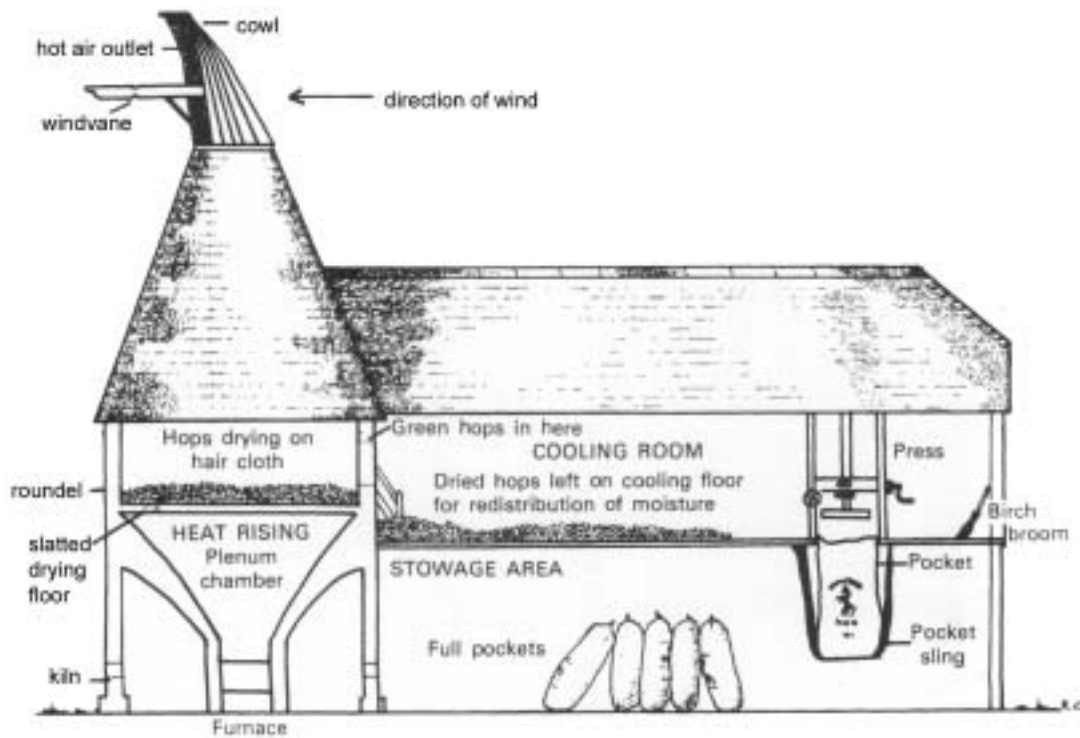 cowl
hot air outlet
direction of wind
windvane
Hops drying on
hair cloth
Green hops in here
COOLING ROOM
Dried hops left on cooling floor
for redistribution of moisture
Press
roundel
Birch
broom
HEAT RISING
Plenum
chamber
slatted
drying
floor
STOWAGE AREA
Pocket
Full pockets
Pocket
sling
kiln
Furnace